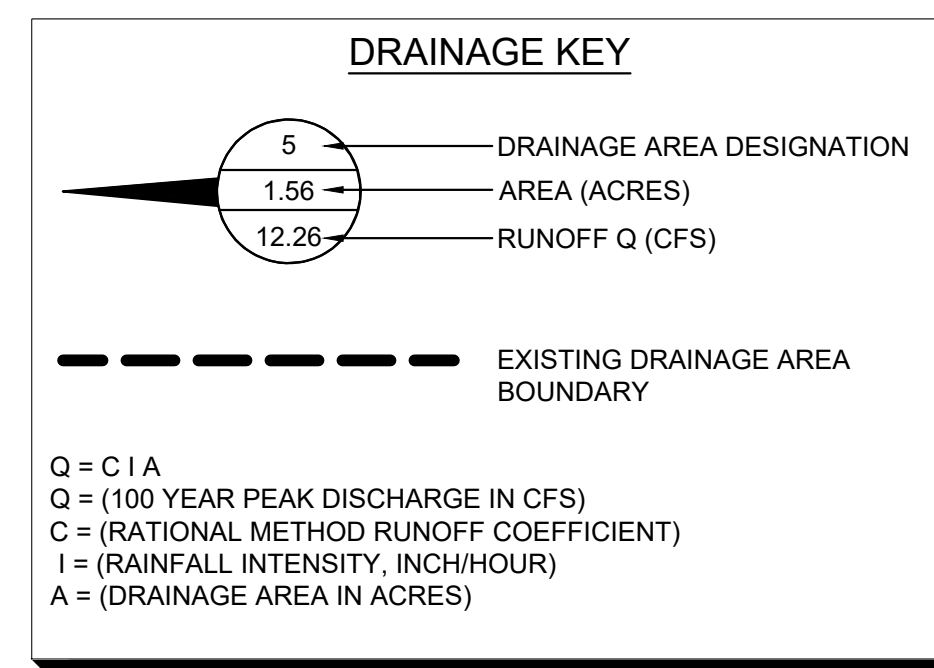 DRAINAGE KEY
5
DRAINAGE AREA DESIGNATION
1.56
AREA (ACRES)
12.26
RUNOFF Q (CFS)
EXISTING DRAINAGE AREA
BOUNDARY
Q = C I A
Q = (100 YEAR PEAK DISCHARGE IN CFS)
C = (RATIONAL METHOD RUNOFF COEFFICIENT)
I = (RAINFALL INTENSITY, INCH/HOUR)
A = (DRAINAGE AREA IN ACRES)